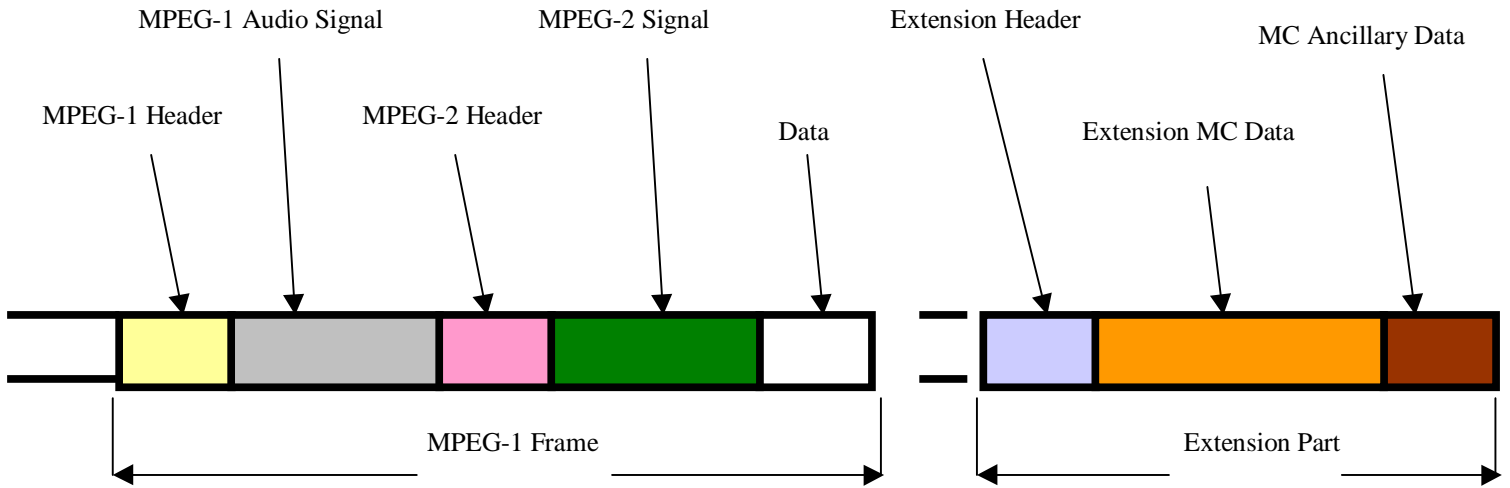 MPEG-1 Audio Signal
MPEG-2 Signal
Extension Header
MC Ancillary Data
MPEG-1 Header
MPEG-2 Header
Data
Extension MC Data
MPEG-1 Frame
Extension Part